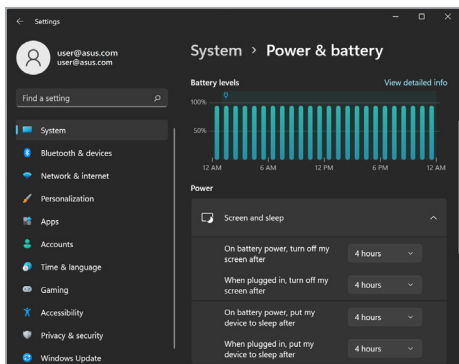 Settings
user@asus.com
user@asus.com
Find a setting
System
Bluetooth & devices
Network & internet
Personalization
Apps
Accounts
Time & language
Gaming
Accessibility
Privacy & security
Windows Update
System > Power & battery
Battery levels
View detailed info
100%
50%
12 AM 6 AM 12 PM 6 PM 12 AM
Power
Screen and sleep
On battery power, turn off my
screen after
4 hours
When plugged in, turn off my
screen after
4 hours
On battery power, put my
device to sleep after
4 hours
When plugged in, put my
device to sleep after
4 hours